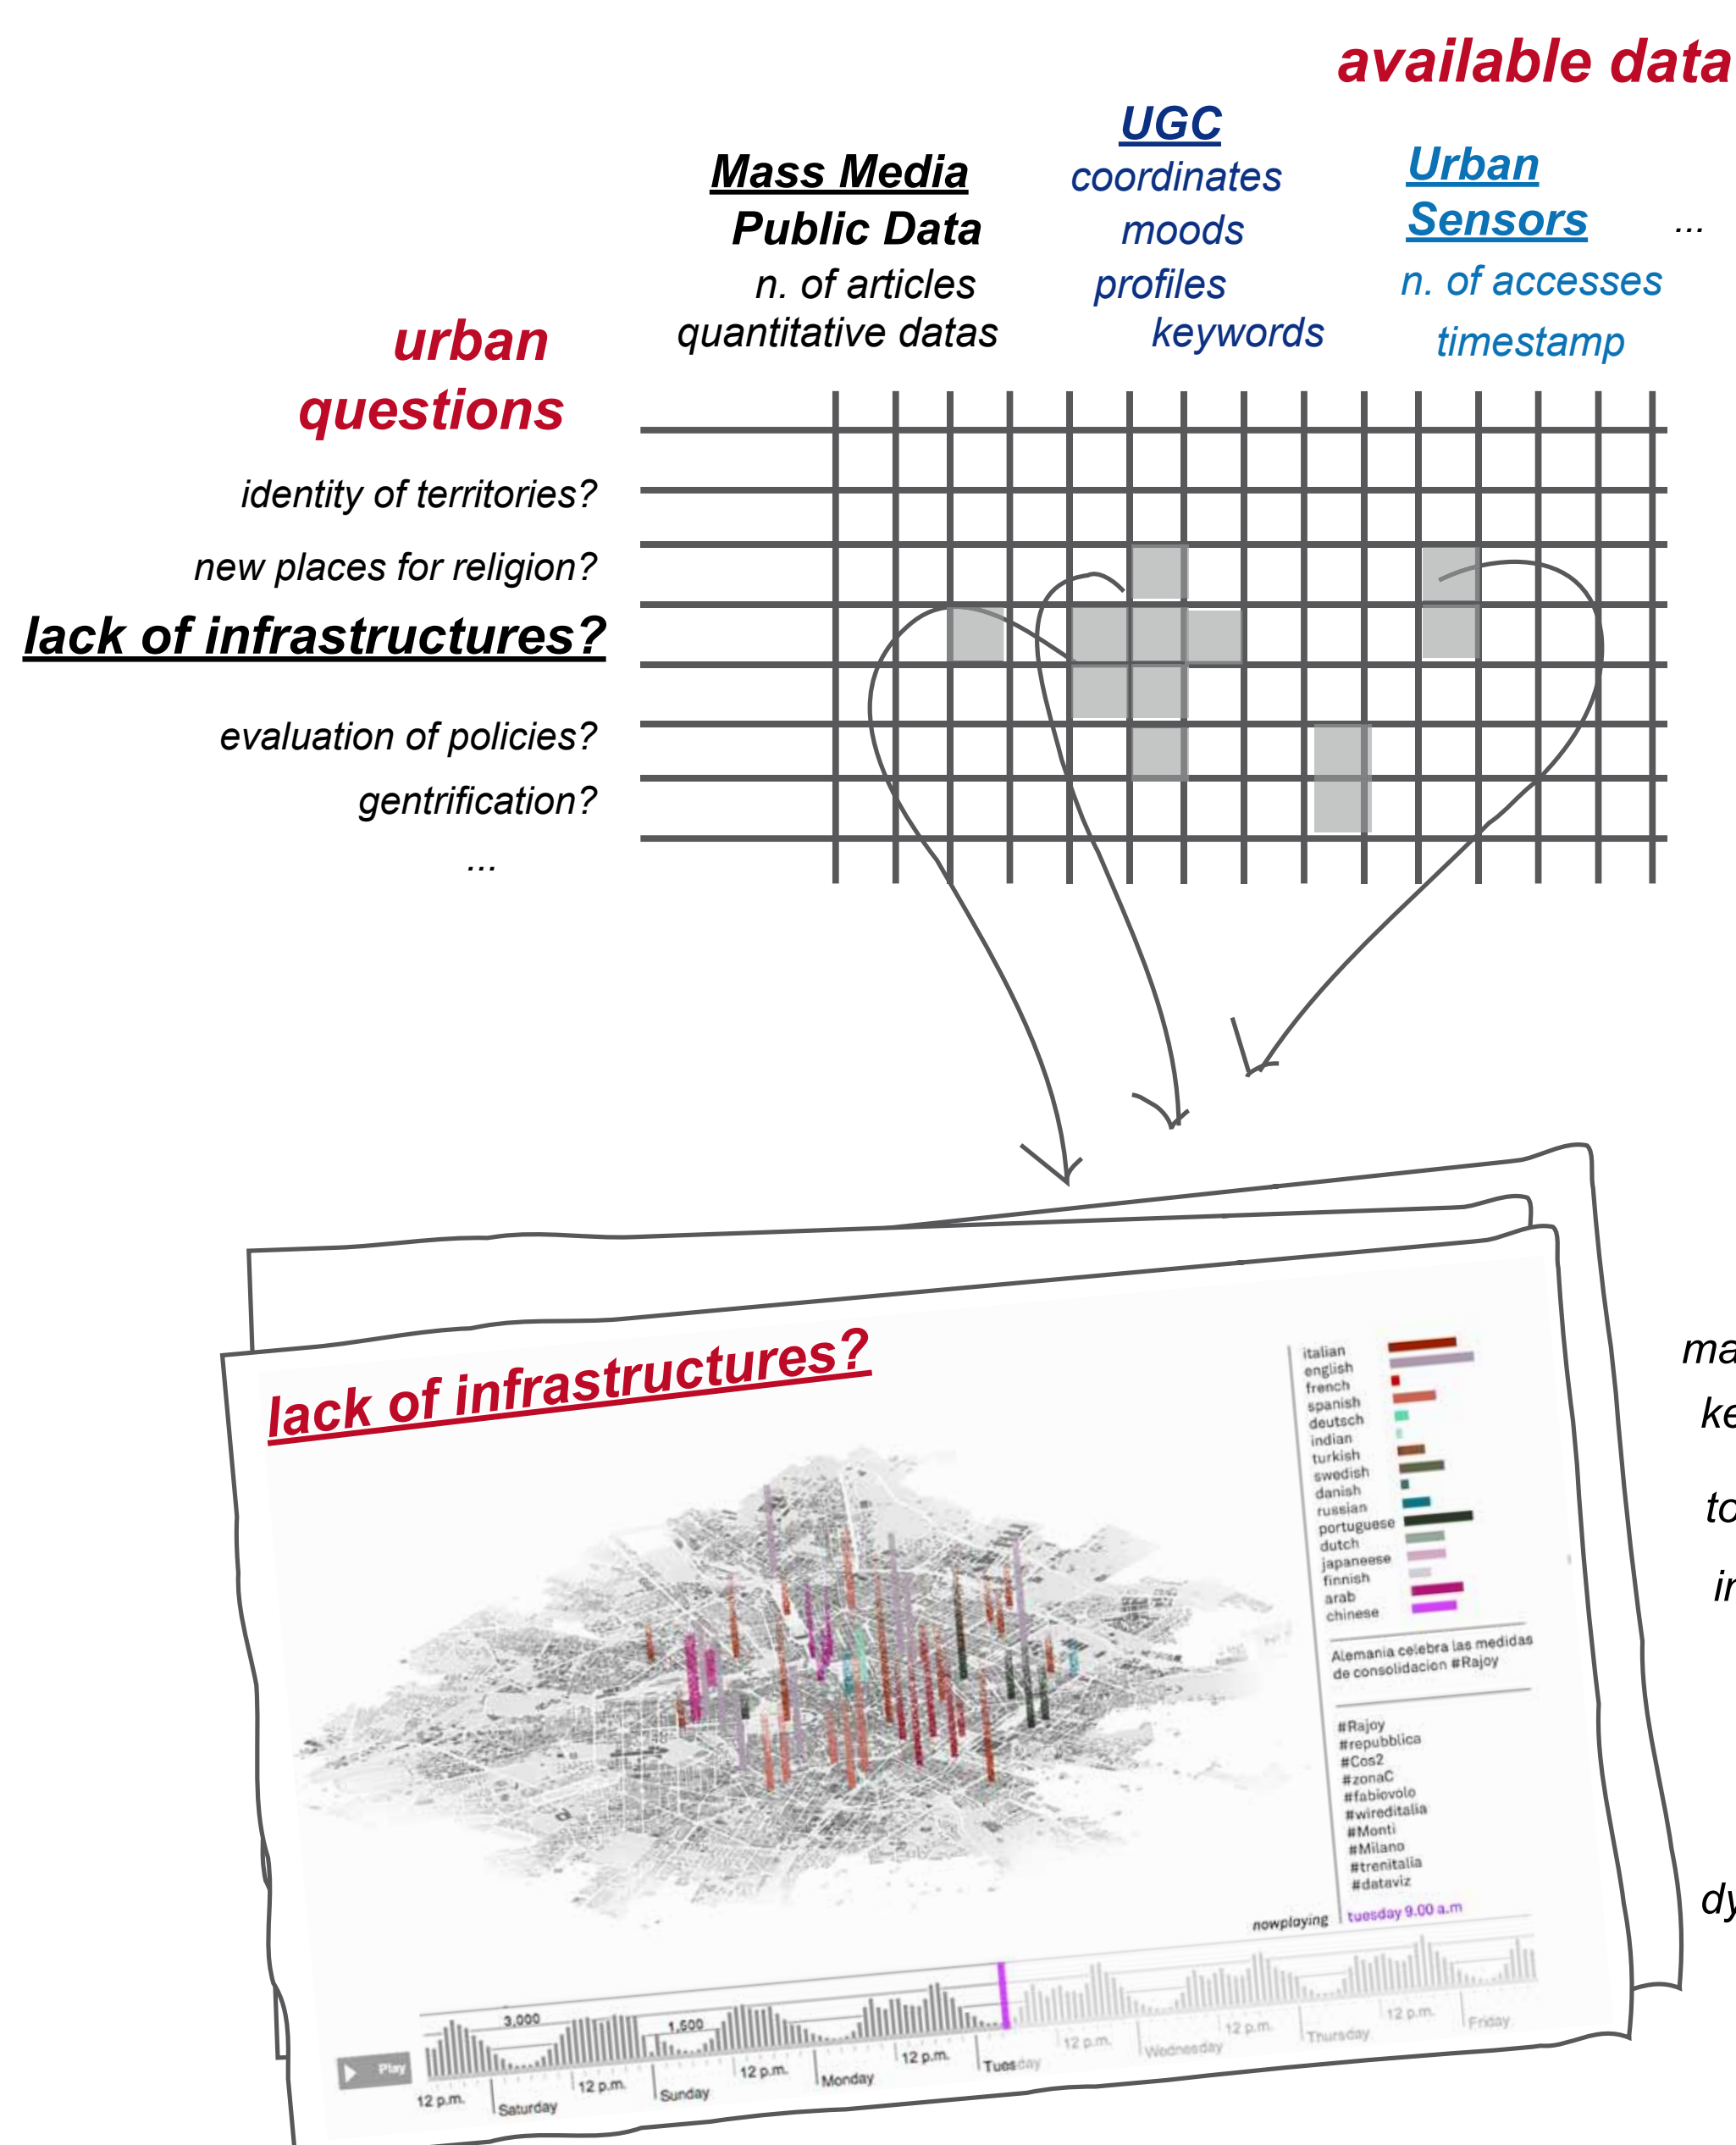 available data
Mass Media
Public Data
n. of articles
quantitative datas
UGC
coordinates
moods
profiles
keywords
Urban
Sensors
...
n. of accesses
timestamp
urban
questions
identity of territories?
new places for religion?
lack of infrastructures?
evaluation of policies?
gentrification?
...
lack of infrastructures?
italian
english
french
spanish
deutsch
indian
turkish
swedish
danish
russian
portuguese
dutch
japaneese
finnish
arab
chinese
Alemania celebra las medidas
de consolidacion #Rajoy
#Rajoy
#repubblica
#Cos2
#zonaC
#fabiovolo
#wireditalia
#Monti
#Milano
#trenitalia
#dataviz
nowplaying tuesday 9.00 a.m
3,000
1,500
Play
12 p.m.
Saturday
12 p.m.
Sunday
12 p.m.
Monday
12 p.m.
Tuesday
12 p.m.
Wednesday
12 p.m.
Thursday
12 p.m.
Friday